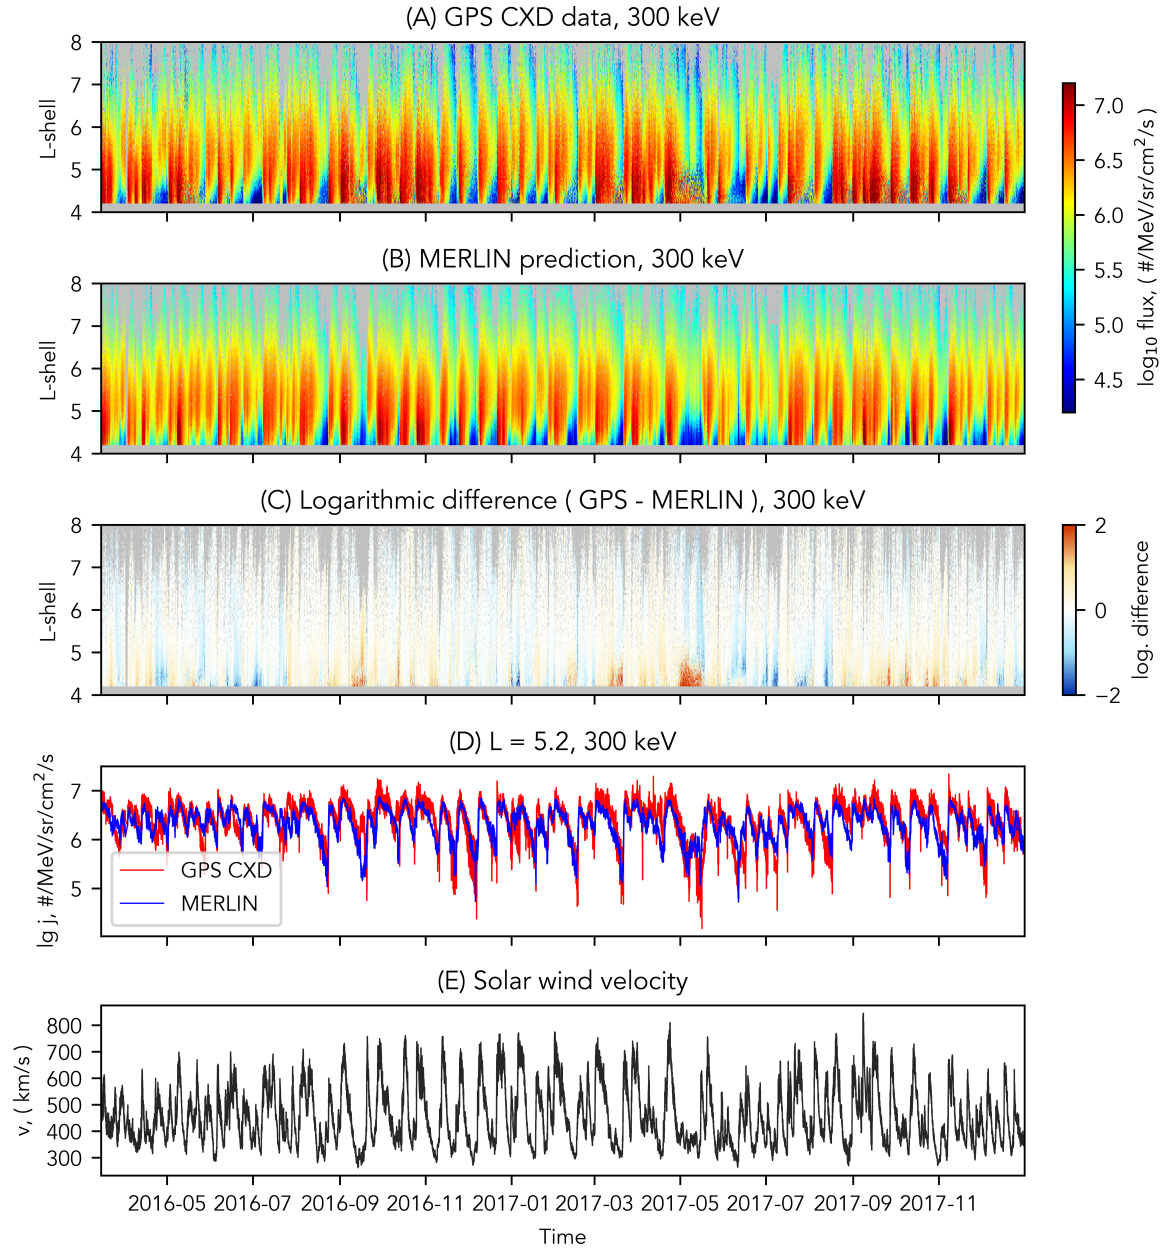 (A) GPS CXD data, 300 keV
8
7
6
5
4
L-shell
(B) MERLIN prediction, 300 keV
8
7
6
5
4
L-shell
7.0
6.5
6.0
5.5
5.0
4.5
log10 flux, ( #/MeV/sr/cm2/s)
(C) Logarithmic difference ( GPS - MERLIN ), 300 keV
8
7
6
5
4
L-shell
2
0
−2
log. difference
(D) L = 5.2, 300 keV
7
6
5
lg j, #/MeV/sr/cm2/s
GPS CXD
MERLIN
(E) Solar wind velocity
800
700
600
500
400
300
v, ( km/s )
2016-05 2016-07 2016-09 2016-11 2017-01 2017-03 2017-05 2017-07 2017-09 2017-11
Time